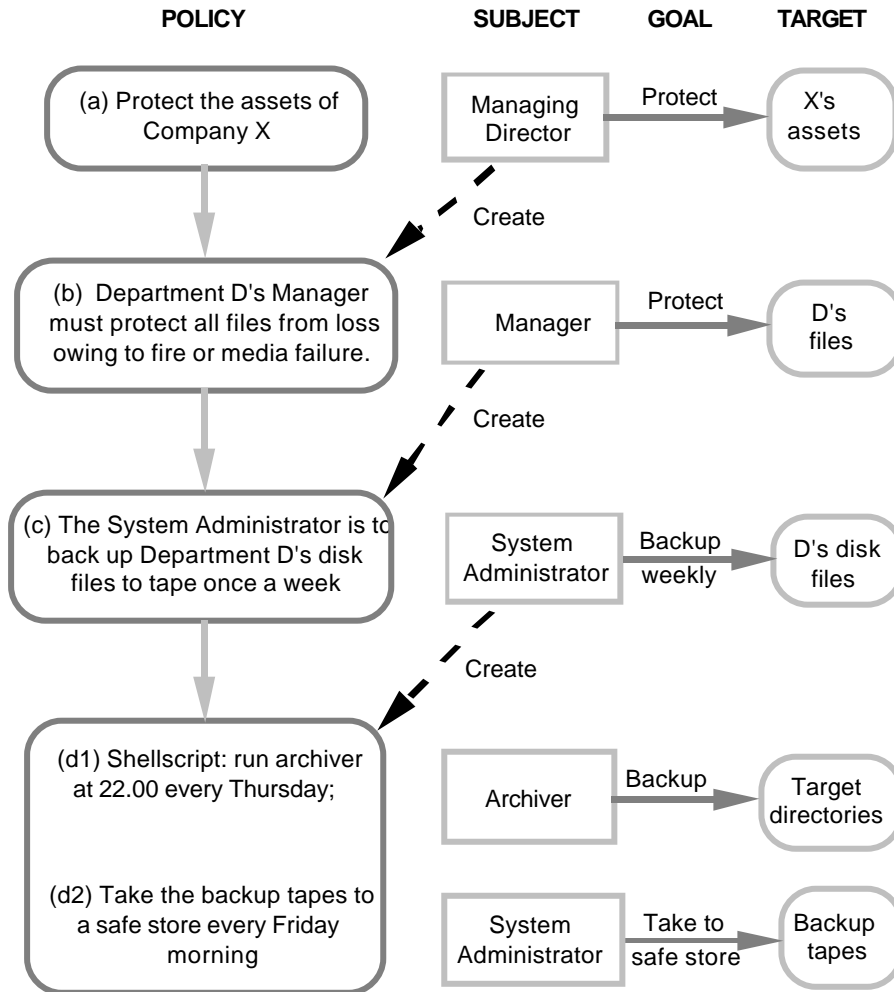 POLICY SUBJECT GOAL TARGET
(a) Protect the assets of
Company X
Managing
Director
Protect
X's
assets
Create
(b) Department D's Manager
must protect all files from loss
owing to fire or media failure.
Manager
Protect
D's
files
Create
(c) The System Administrator is to
back up Department D's disk
files to tape once a week
System
Administrator
Backup
weekly
D's disk
files
Create
(d1) Shellscript: run archiver
at 22.00 every Thursday;
Archiver
Backup
Target
directories
(d2) Take the backup tapes to
a safe store every Friday
morning
System
Administrator
Take to
safe store
Backup
tapes